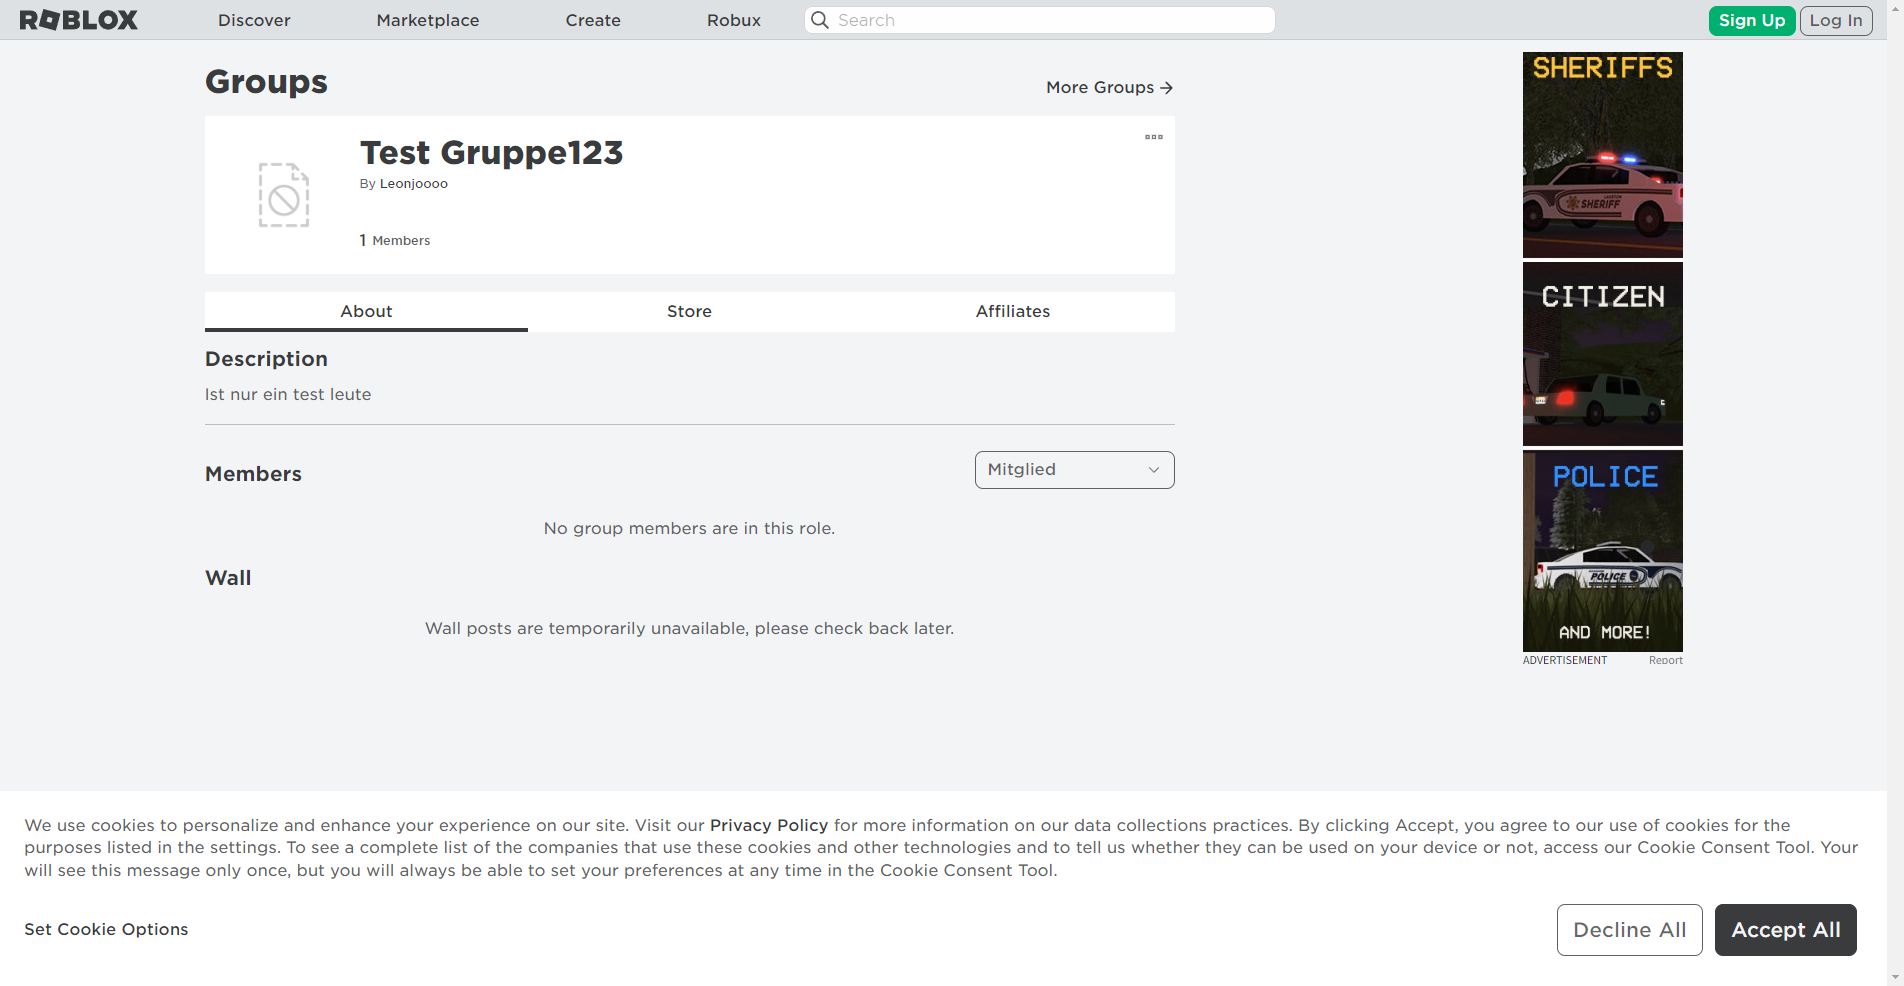 ROBLOX
Discover
Marketplace
Create
Robux
Search
Sign Up
Log In
Groups
More Groups
Test Gruppe123
By Leonjoooo
1 Members
About
Store
Affiliates
Description
Ist nur ein test leute
Members
Mitglied
No group members are in this role.
Wall
Wall posts are temporarily unavailable, please check back later.
SHERIFFS
SHERIFF
CITIZEN
POLICE
POLICE
AND MORE!
ADVERTISEMENT
Report
We use cookies to personalize and enhance your experience on our site. Visit our Privacy Policy for more information on our data collections practices. By clicking Accept, you agree to our use of cookies for the
purposes listed in the settings. To see a complete list of the companies that use these cookies and other technologies and to tell us whether they can be used on your device or not, access our Cookie Consent Tool. Your
will see this message only once, but you will always be able to set your preferences at any time in the Cookie Consent Tool.
Set Cookie Options
Decline All
Accept All